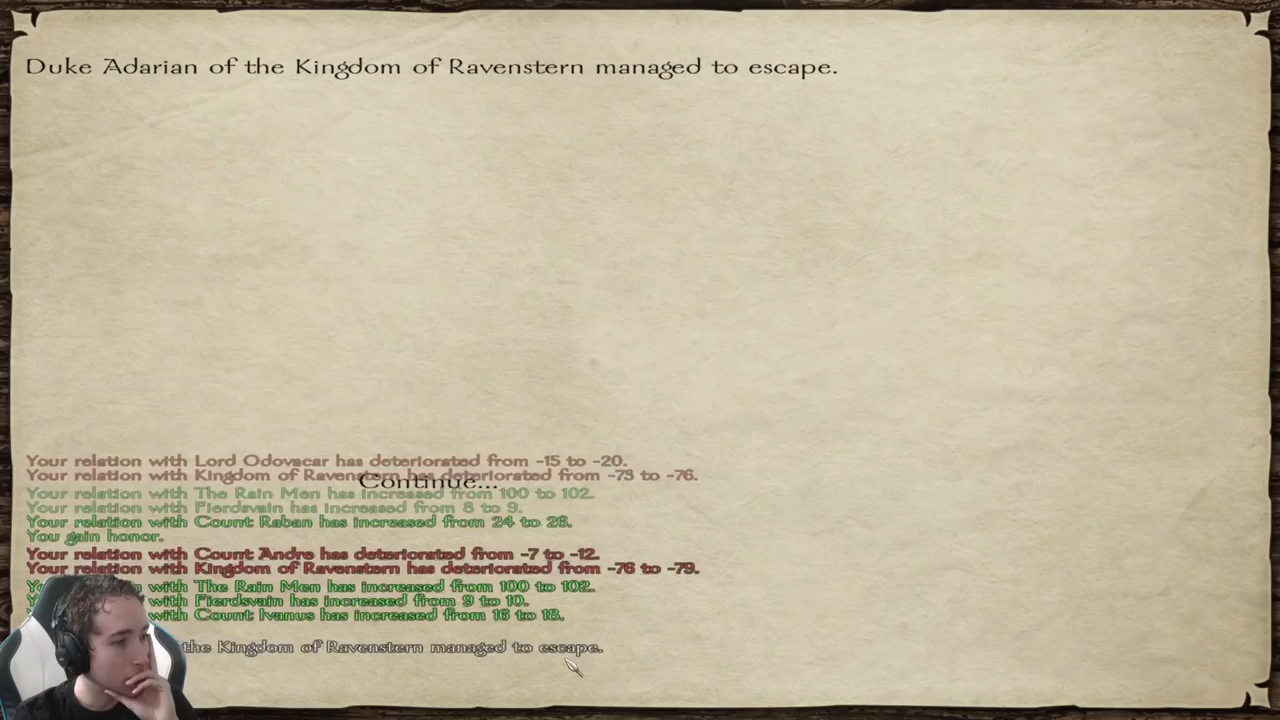 Duke Adarian of the Kingdom of Ravenstern managed to escape.
Your relation with Lord Odovacar has deteriorated from -15 to -20.
Your relation with Kingdom of Ravenstern has deteriorated from -73 to -76.
Continue...
Your relation with The Rain Men has increased from 100 to 102.
Your relation with Fierdsvain has increased from 8 to 9.
Your relation with Count Raban has increased from 24 to 26.
You gain honor.
Your relation with Count Andre has deteriorated from -7 to -12.
Your relation with Kingdom of Ravenstern has deteriorated from -76 to -79.
with The Rain Men has increased from 100 to 102.
with Fierdsvain has increased from 9 to 10.
with Count Ivanus has increased from 16 to 18.
the Kingdom of Ravenstern managed to escape.